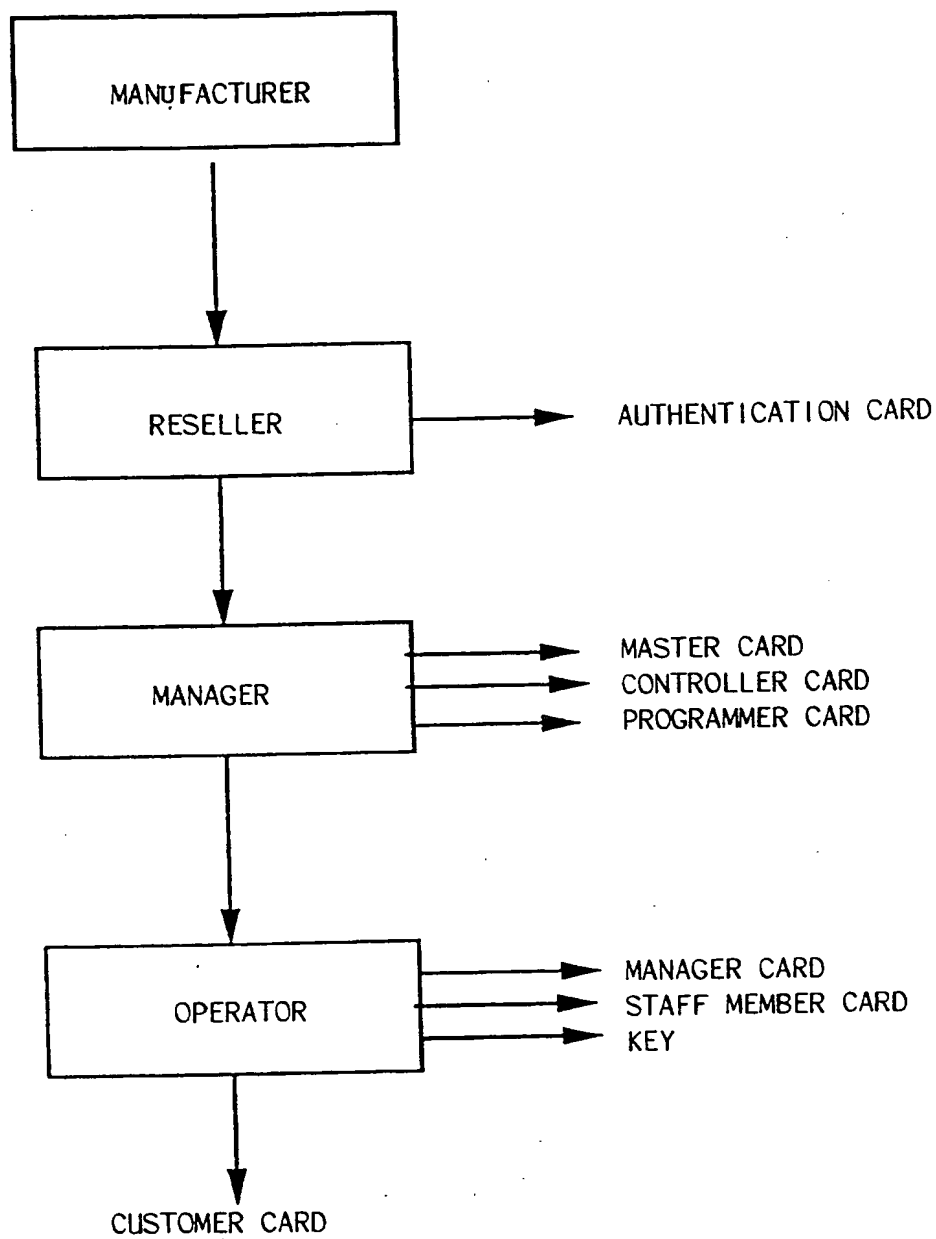 MANUFACTURER
RESELLER
AUTHENTICATION CARD
MANAGER
MASTER CARD
CONTROLLER CARD
PROGRAMMER CARD
OPERATOR
MANAGER CARD
STAFF MEMBER CARD
KEY
CUSTOMER CARD